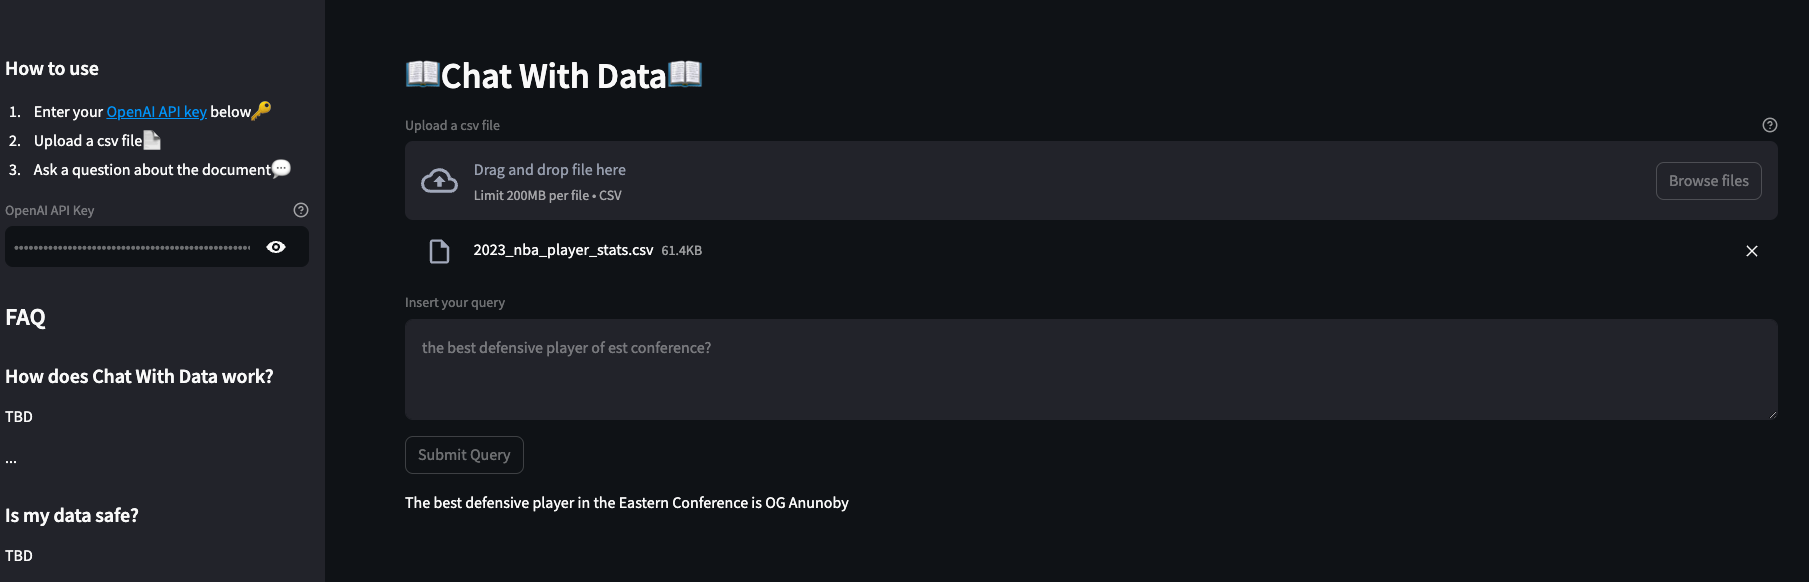 How to use
1. Enter your OpenAI API key below🔑
2. Upload a csv file📄
3. Ask a question about the document💬
OpenAI API Key
FAQ
How does Chat With Data work?
TBD
...
Is my data safe?
TBD
📖Chat With Data📖
Upload a csv file
Drag and drop file here
Limit 200MB per file • CSV
Browse files
2023_nba_player_stats.csv 61.4KB
Insert your query
the best defensive player of est conference?
Submit Query
The best defensive player in the Eastern Conference is OG Anunoby